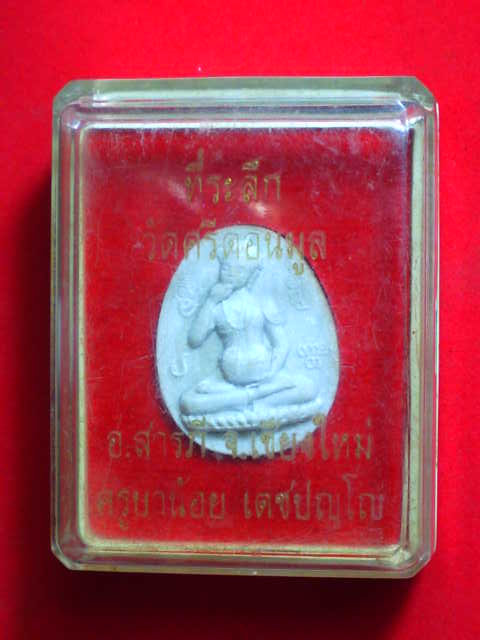 ที่ระลึก
วัดศรีดอนมูล
อ.สารภี จ.เชียงใหม่
ครูบาน้อย เตชปญฺโญ